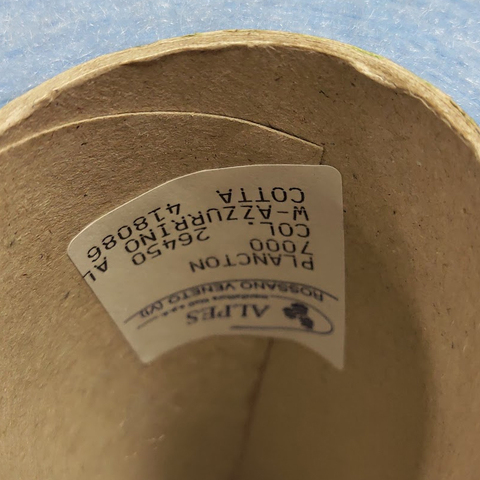 ALPES
ROSSANO VENETO (VI)
PLANCTON
7000
COL. 26450
W-AZZURRINO AL
COTTA 418086